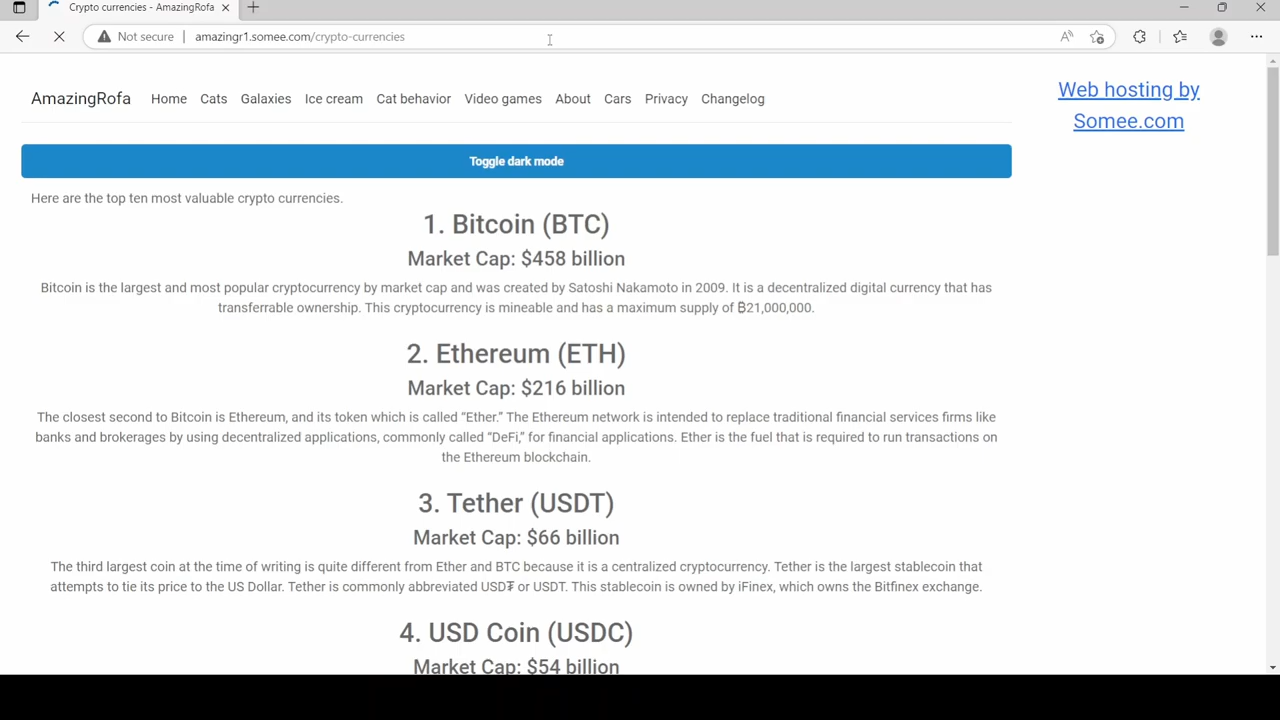 Crypto currencies - AmazingRofa
Not secure
amazingr1.somee.com/crypto-currencies
AmazingRofa Home Cats Galaxies Ice cream Cat behavior Video games About Cars Privacy Changelog
Web hosting by
Somee.com
Toggle dark mode
Here are the top ten most valuable crypto currencies.
1. Bitcoin (BTC)
Market Cap: $458 billion
Bitcoin is the largest and most popular cryptocurrency by market cap and was created by Satoshi Nakamoto in 2009. It is a decentralized digital currency that has
transferrable ownership. This cryptocurrency is mineable and has a maximum supply of ₿21,000,000.
2. Ethereum (ETH)
Market Cap: $216 billion
The closest second to Bitcoin is Ethereum, and its token which is called “Ether.” The Ethereum network is intended to replace traditional financial services firms like
banks and brokerages by using decentralized applications, commonly called “DeFi,” for financial applications. Ether is the fuel that is required to run transactions on
the Ethereum blockchain.
3. Tether (USDT)
Market Cap: $66 billion
The third largest coin at the time of writing is quite different from Ether and BTC because it is a centralized cryptocurrency. Tether is the largest stablecoin that
attempts to tie its price to the US Dollar. Tether is commonly abbreviated USD₮ or USDT. This stablecoin is owned by iFinex, which owns the Bitfinex exchange.
4. USD Coin (USDC)
Market Cap: $54 billion